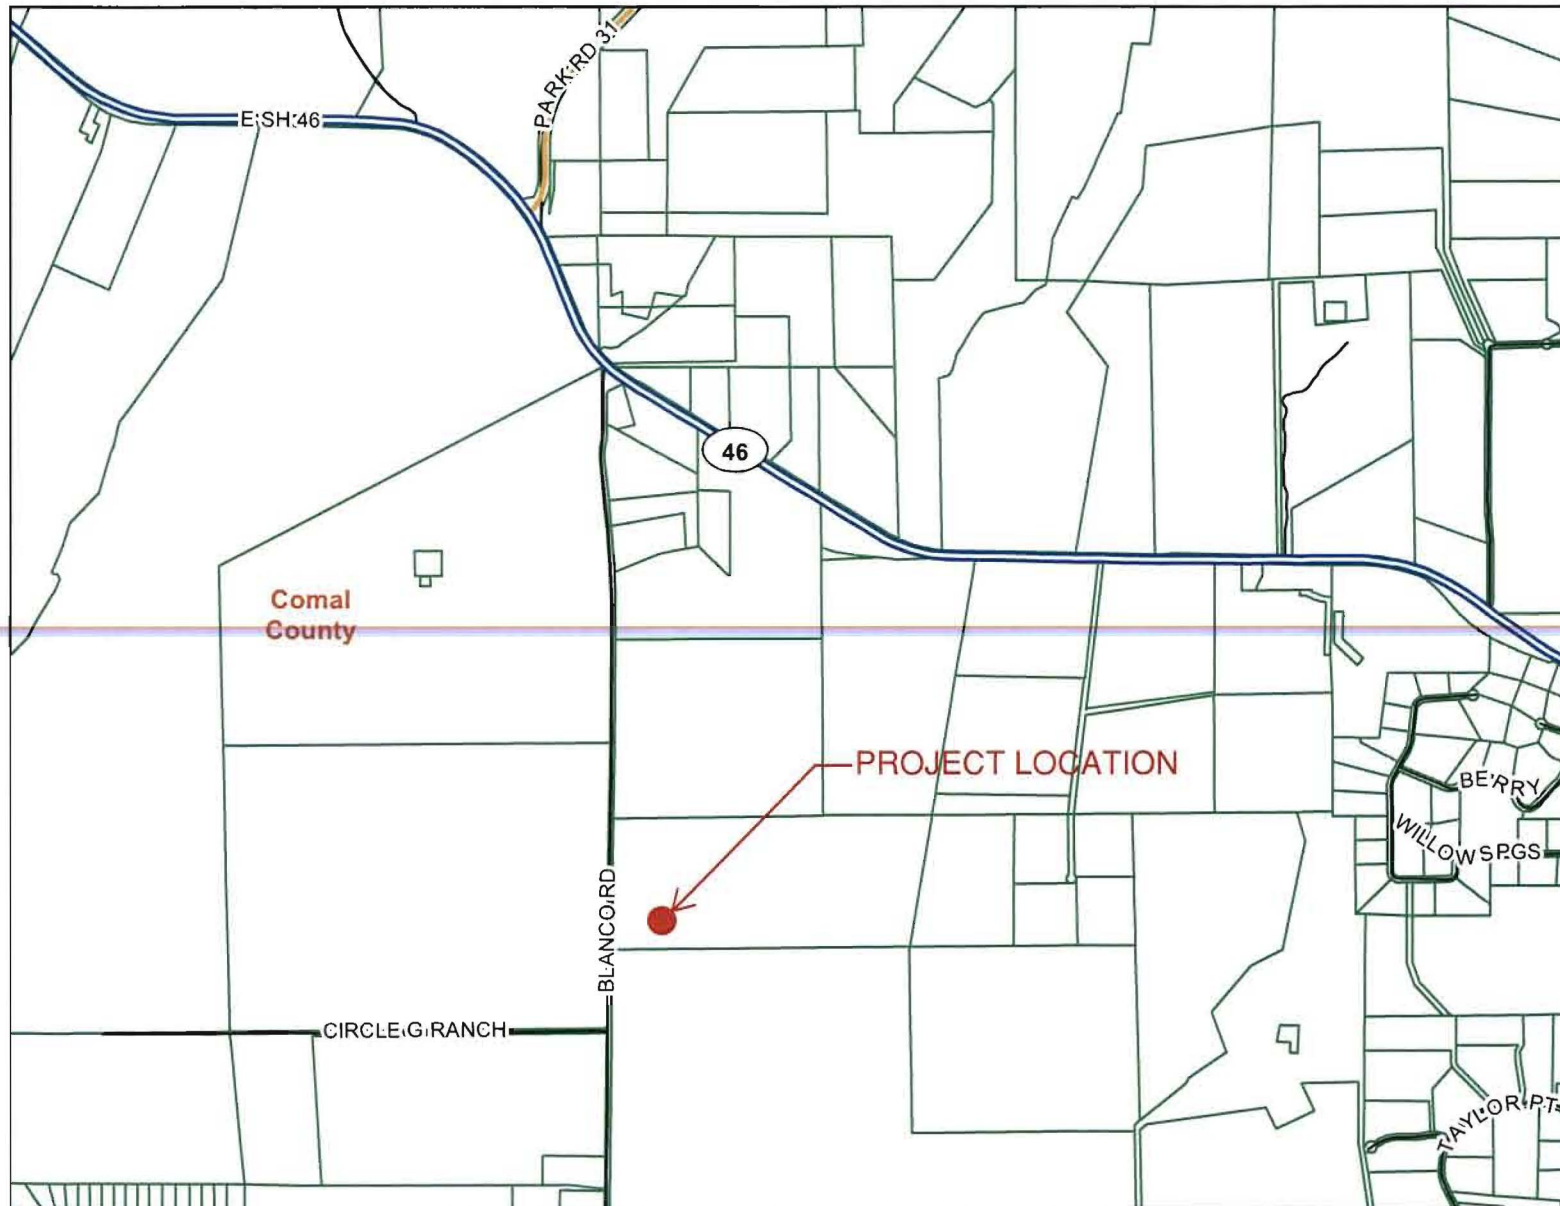 PARK RD 31
E SH 46
46
Comal
County
PROJECT LOCATION
BERRY
WILLOW SPGS
BLANCO RD
CIRCLE G RANCH
TAYLOR PT